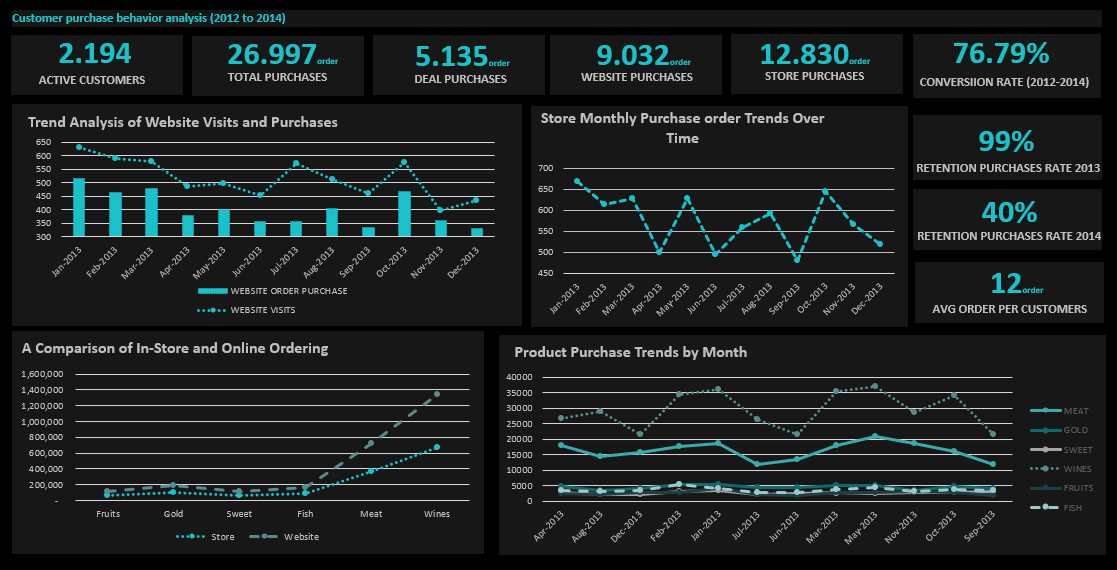 Customer purchase behavior analysis (2012 to 2014)
2.194
ACTIVE CUSTOMERS
26.997order
TOTAL PURCHASES
5.135order
DEAL PURCHASES
9.032order
WEBSITE PURCHASES
12.830order
STORE PURCHASES
76.79%
CONVERSIION RATE (2012-2014)
99%
RETENTION PURCHASES RATE 2013
40%
RETENTION PURCHASES RATE 2014
12order
AVG ORDER PER CUSTOMERS
Trend Analysis of Website Visits and Purchases
650
600
550
500
450
400
350
300
Jan-2013
Feb-2013
Mar-2013
Apr-2013
May-2013
Jun-2013
Jul-2013
Aug-2013
Sep-2013
Oct-2013
Nov-2013
Dec-2013
WEBSITE ORDER PURCHASE
WEBSITE VISITS
Store Monthly Purchase order Trends Over
Time
700
650
600
550
500
450
Jan-2013
Feb-2013
Mar-2013
Apr-2013
May-2013
Jun-2013
Jul-2013
Aug-2013
Sep-2013
Oct-2013
Nov-2013
Dec-2013
A Comparison of In-Store and Online Ordering
1,600,000
1,400,000
1,200,000
1,000,000
800,000
600,000
400,000
200,000
-
Fruits
Gold
Sweet
Fish
Meat
Wines
Store
Website
Product Purchase Trends by Month
40000
35000
30000
25000
20000
15000
10000
5000
0
Apr-2013
Aug-2013
Dec-2013
Feb-2013
Jan-2013
Jul-2013
Jun-2013
Mar-2013
May-2013
Nov-2013
Oct-2013
Sep-2013
MEAT
GOLD
SWEET
WINES
FRUITS
FISH